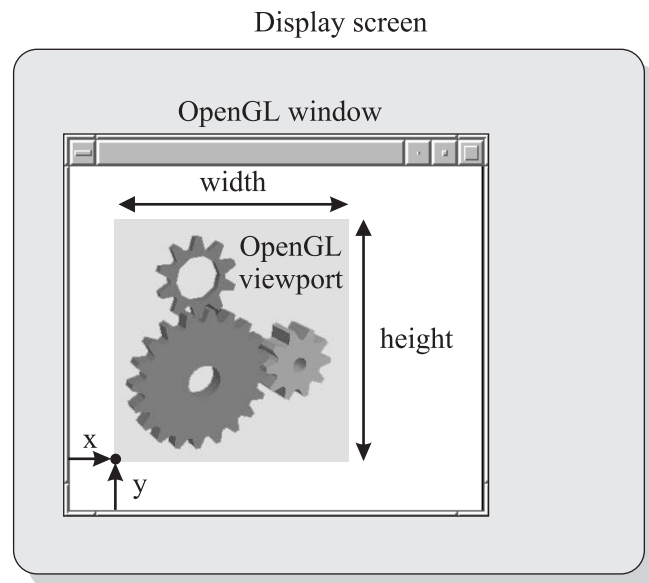 Display screen
OpenGL window
width
OpenGL
viewport
height
x
y